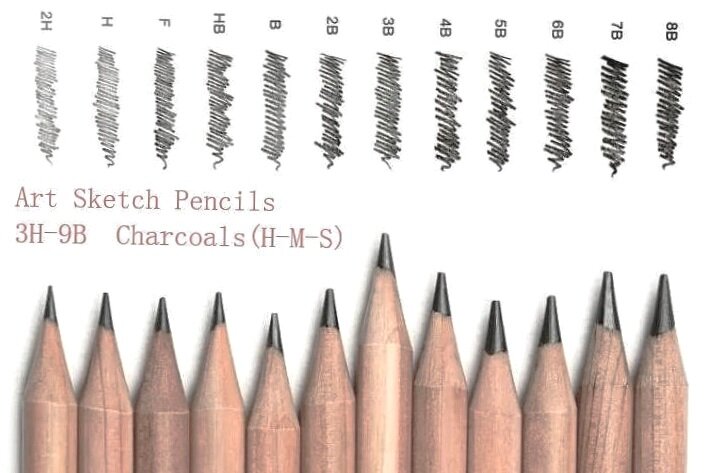 2H H F HB B 2B 3B 4B 5B 6B 7B 8B
Art Sketch Pencils
3H-9B Charcoals(H-M-S)